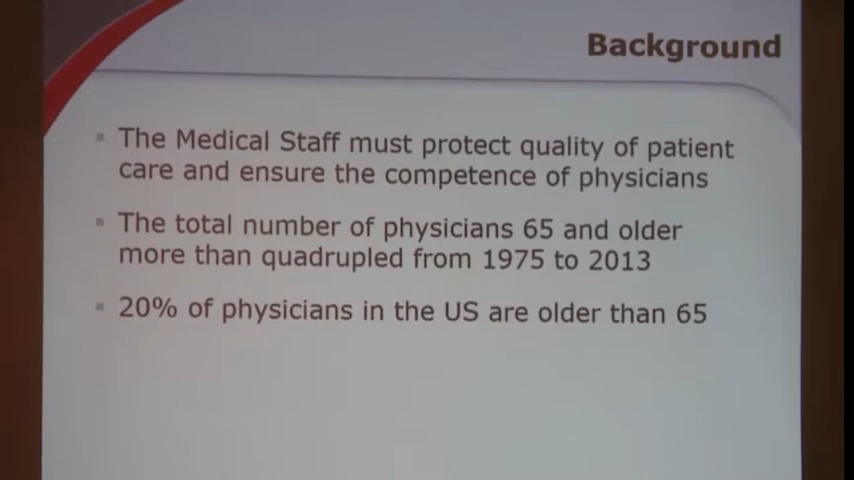 Background
The Medical Staff must protect quality of patient
care and ensure the competence of physicians
The total number of physicians 65 and older
more than quadrupled from 1975 to 2013
20% of physicians in the US are older than 65